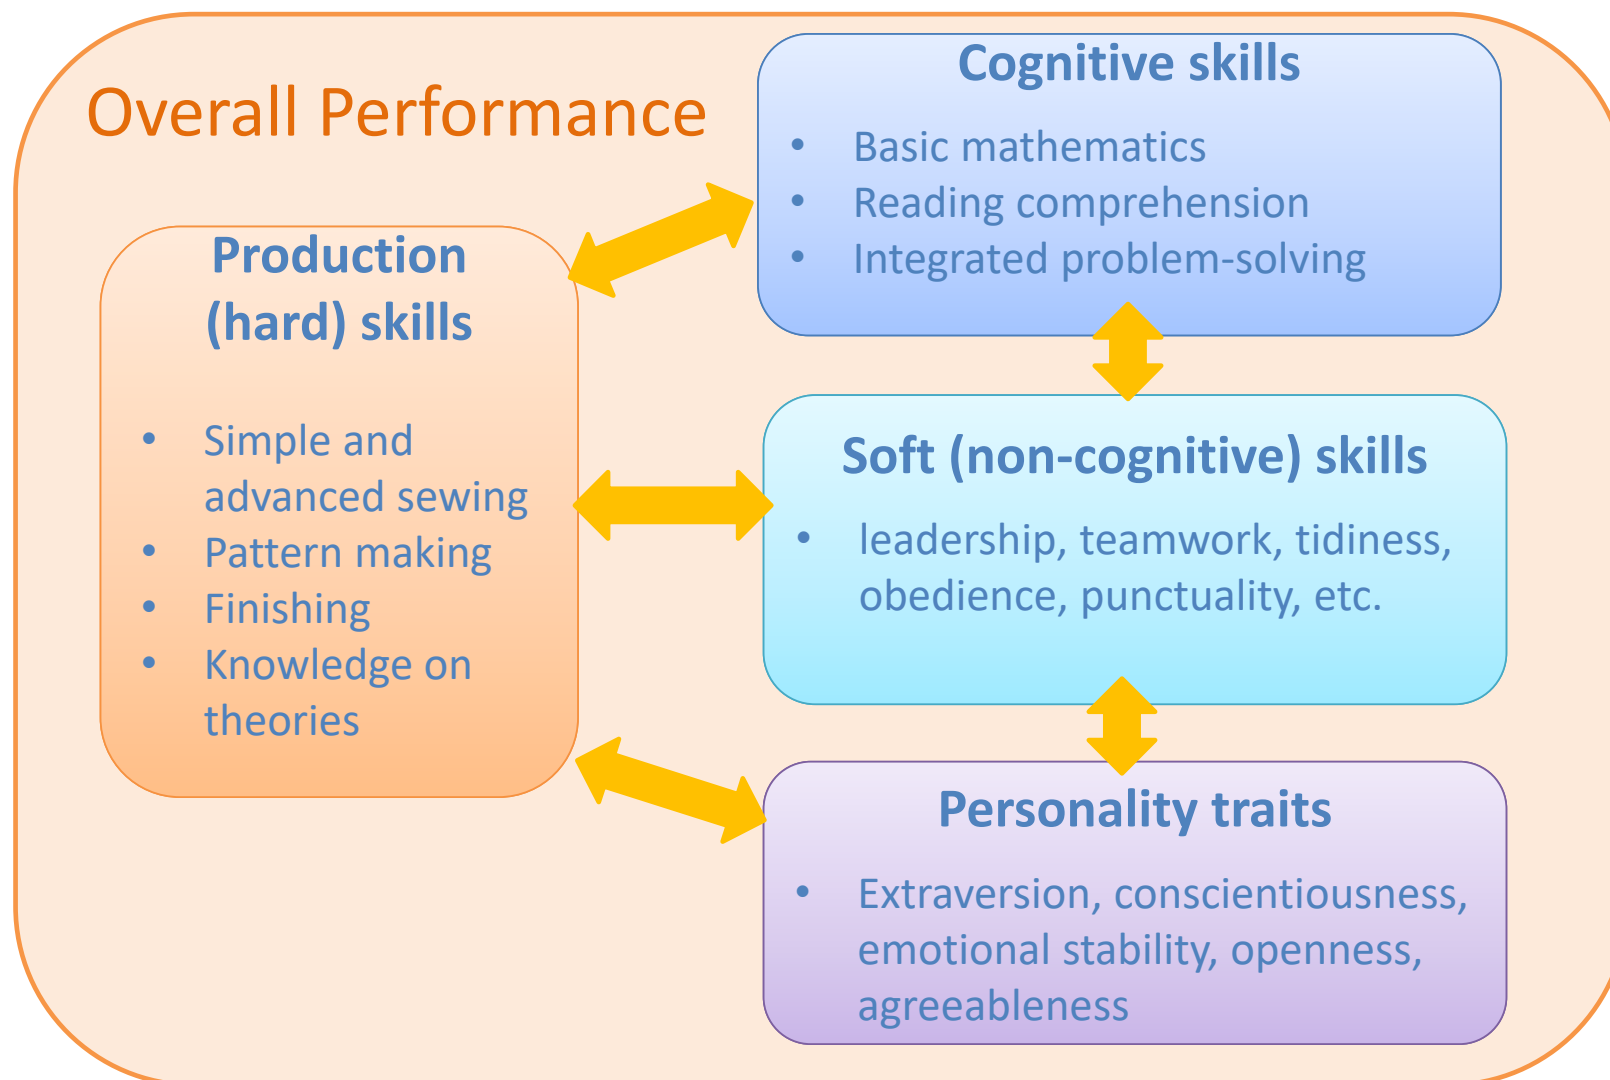 Overall Performance
Production
(hard) skills
• Simple and
advanced sewing
• Pattern making
• Finishing
• Knowledge on
theories
Cognitive skills
• Basic mathematics
• Reading comprehension
• Integrated problem-solving
Soft (non-cognitive) skills
• leadership, teamwork, tidiness,
obedience, punctuality, etc.
Personality traits
• Extraversion, conscientiousness,
emotional stability, openness,
agreeableness